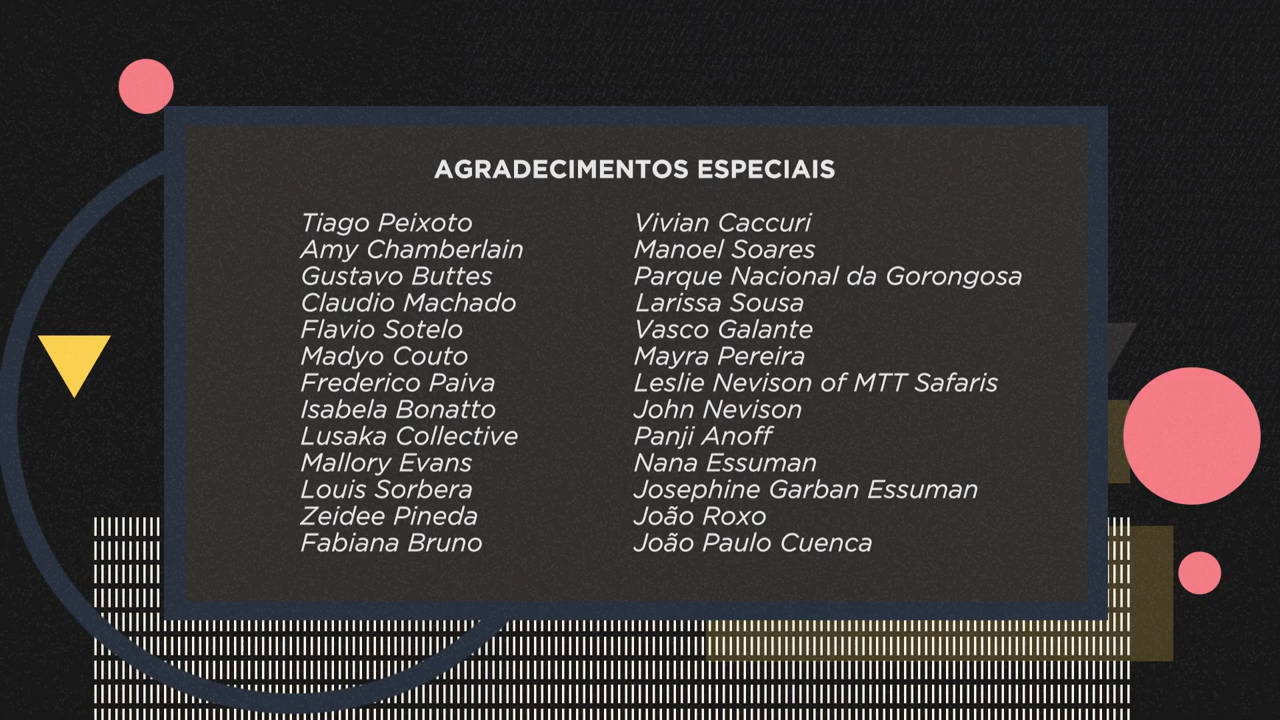 AGRADECIMENTOS ESPECIAIS
Tiago Peixoto
Amy Chamberlain
Gustavo Buttes
Claudio Machado
Flavio Sotelo
Madyo Couto
Frederico Paiva
Isabela Bonatto
Lusaka Collective
Mallory Evans
Louis Sorbera
Zeidee Pineda
Fabiana Bruno
Vivian Caccuri
Manoel Soares
Parque Nacional da Gorongosa
Larissa Sousa
Vasco Galante
Mayra Pereira
Leslie Nevison of MTT Safaris
John Nevison
Panji Anoff
Nana Essuman
Josephine Garban Essuman
João Roxo
João Paulo Cuenca